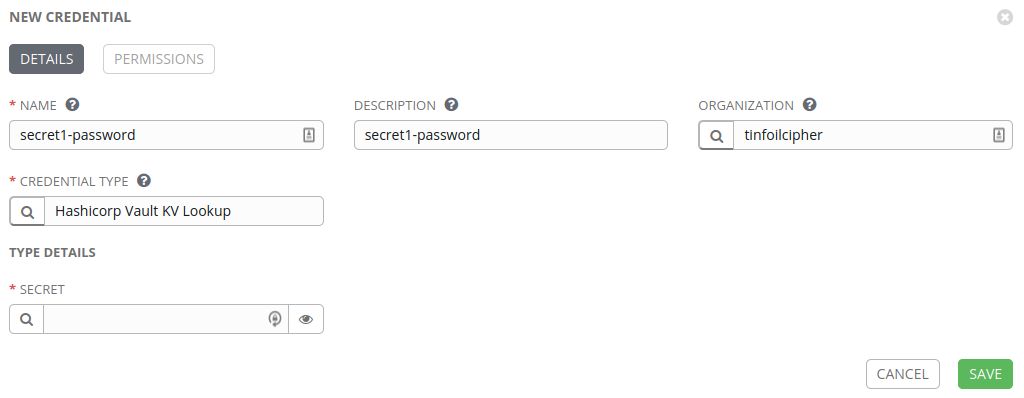 NEW CREDENTIAL
DETAILS PERMISSIONS
* NAME ? DESCRIPTION ? ORGANIZATION ?
secret1-password secret1-password tinfoilcipher
* CREDENTIAL TYPE ?
Hashicorp Vault KV Lookup
TYPE DETAILS
* SECRET
CANCEL SAVE